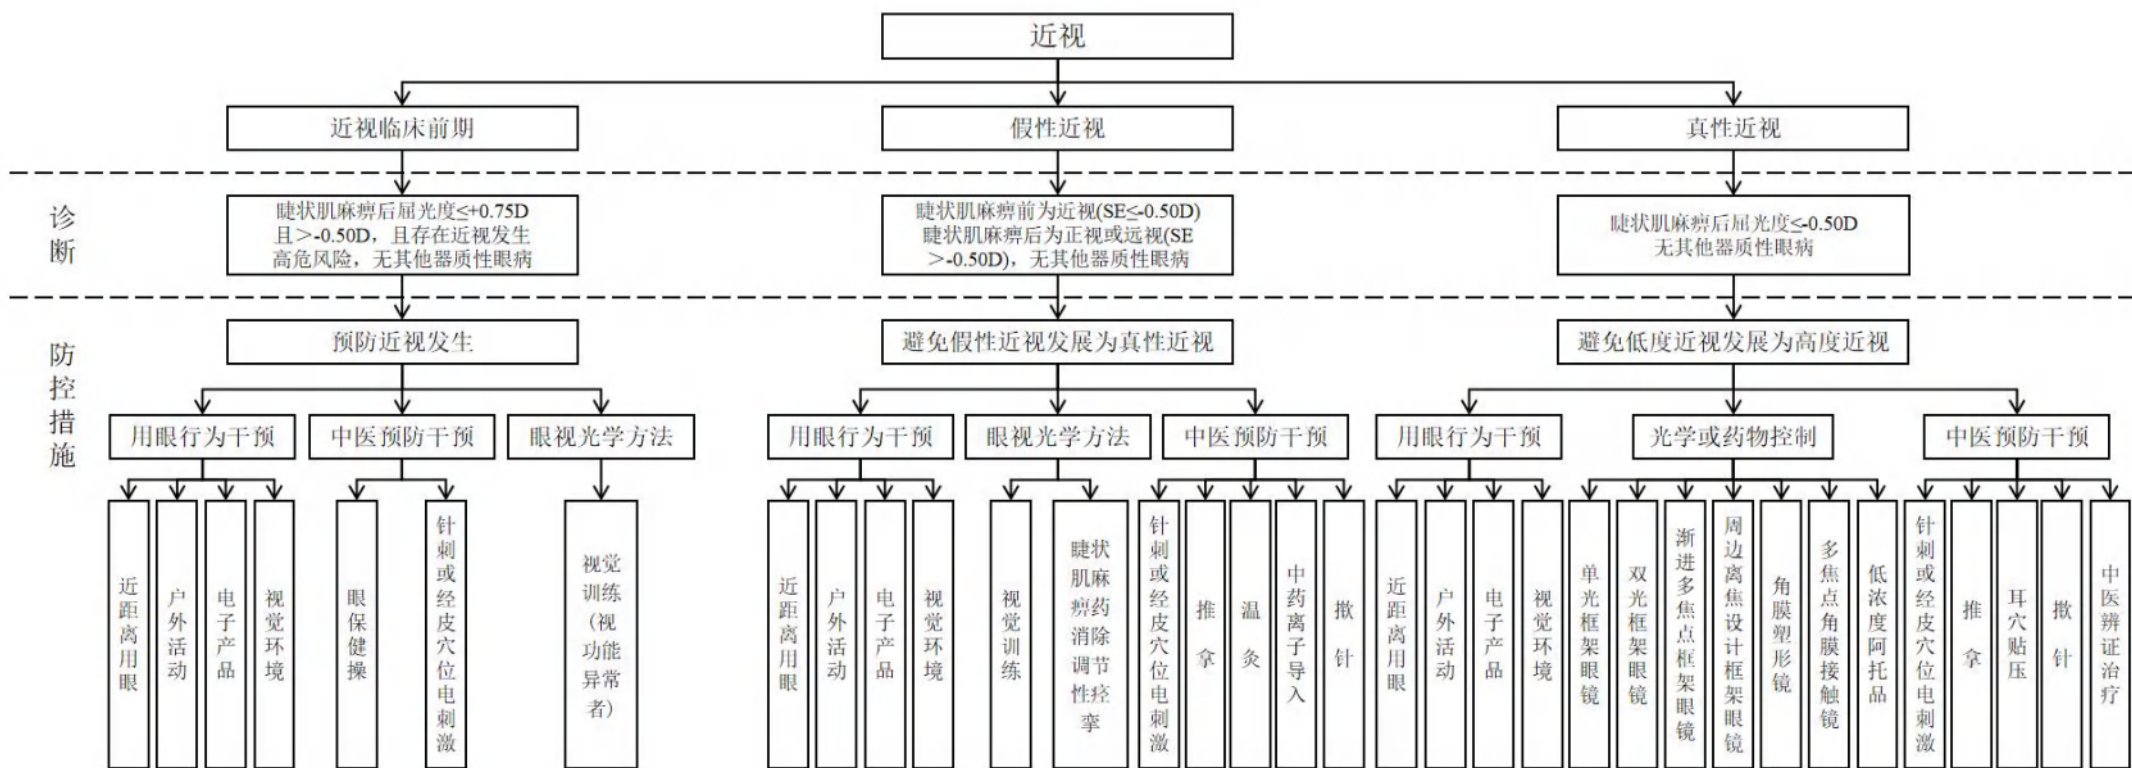 近视
近视临床前期
假性近视
真性近视
诊断
睫状肌麻痹后屈光度≤+0.75D
且＞-0.50D，且存在近视发生
高危风险，无其他器质性眼病
睫状肌麻痹前为近视(SE≤-0.50D)
睫状肌麻痹后为正视或远视(SE
＞-0.50D)，无其他器质性眼病
睫状肌麻痹后屈光度≤-0.50D
无其他器质性眼病
防控措施
预防近视发生
避免假性近视发展为真性近视
避免低度近视发展为高度近视
用眼行为干预
中医预防干预
眼视光学方法
用眼行为干预
眼视光学方法
中医预防干预
用眼行为干预
光学或药物控制
中医预防干预
近距离用眼
户外活动
电子产品
视觉环境
眼保健操
针刺或经皮穴位电刺激
视觉
训练
(视
功能
异常
者)
近距离用眼
户外活动
电子产品
视觉环境
视觉训练
睫状
肌麻
痹药
消除
调节
性痉
挛
针刺或经皮穴位电刺激
推拿
温灸
中药离子导入
揿针
近距离用眼
户外活动
电子产品
视觉环境
单光框架眼镜
双光框架眼镜
渐进多焦点框架眼镜
周边离焦设计框架眼镜
角膜塑形镜
多焦点角膜接触镜
低浓度阿托品
针刺或经皮穴位电刺激
推拿
耳穴贴压
揿针
中医辨证治疗